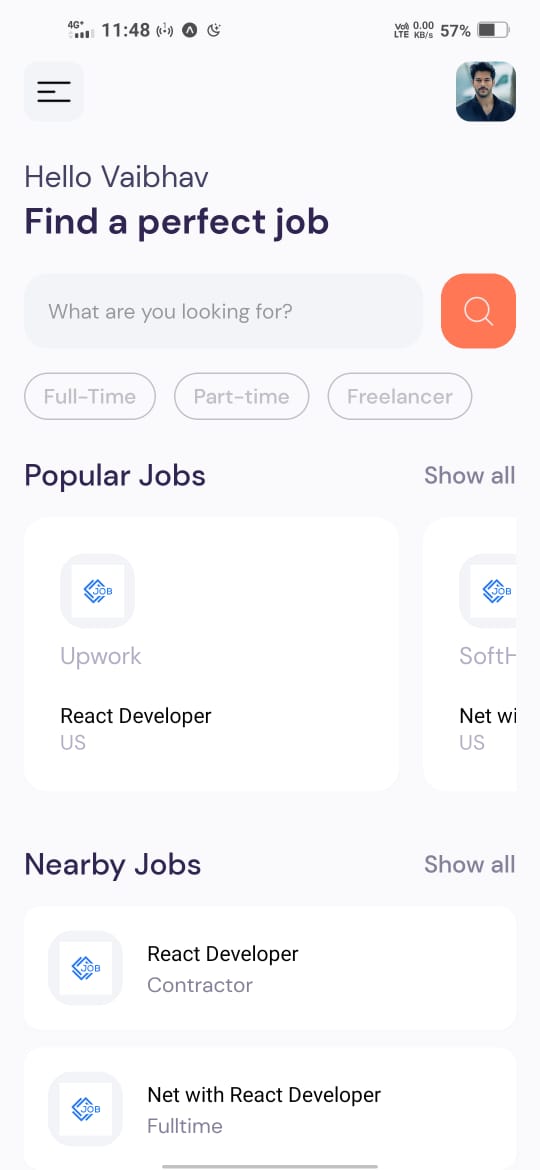 4G+ 11:48 Vo) LTE 0.00 KB/s 57%
Hello Vaibhav
Find a perfect job
What are you looking for?
Full-Time Part-time Freelancer
Popular Jobs Show all
JOB JOB
Upwork SoftH
React Developer Net wi
US US
Nearby Jobs Show all
JOB
React Developer
Contractor
JOB
Net with React Developer
Fulltime